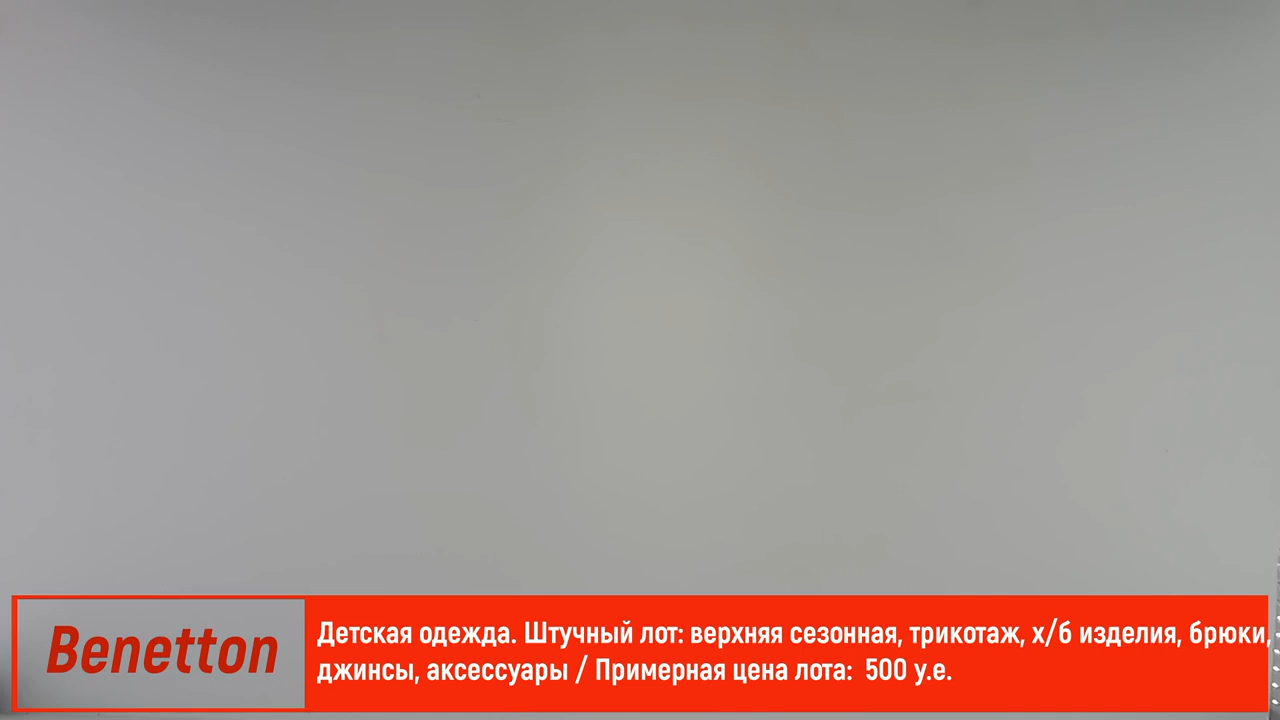 Benetton
Детская одежда. Штучный лот: верхняя сезонная, трикотаж, х/б изделия, брюки,
джинсы, аксессуары / Примерная цена лота:  500 у.е.